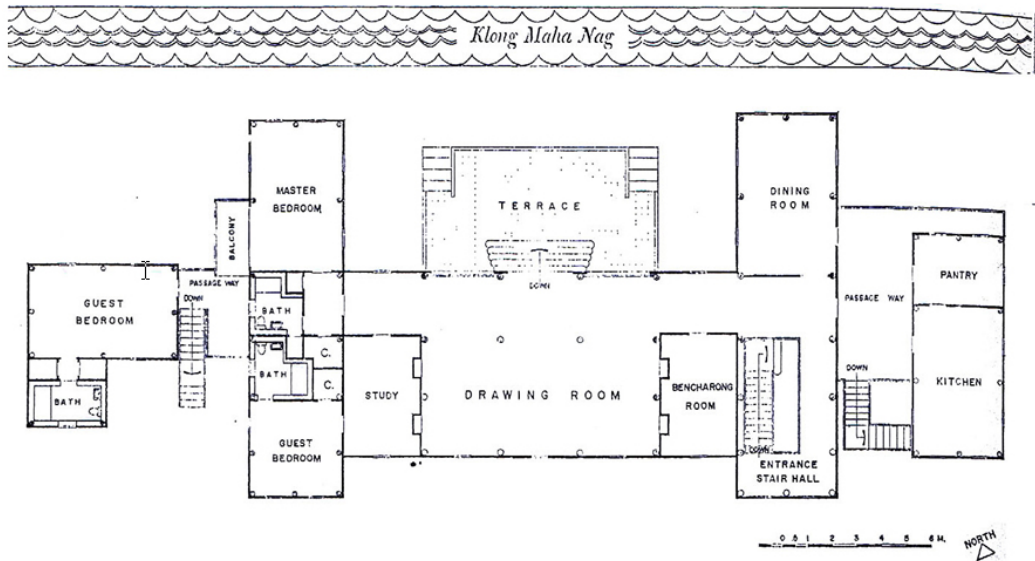 Klong Maha Nag
MASTER
BEDROOM
BALCONY
TERRACE
DOWN
DINING
ROOM
GUEST
BEDROOM
PASSAGE WAY
DOWN
BATH
BATH
C.
C.
BATH
GUEST
BEDROOM
STUDY
DRAWING ROOM
BENCHARONG
ROOM
DOWN
ENTRANCE
STAIR HALL
PASSAGE WAY
DOWN
PANTRY
KITCHEN
0 .5 1 2 3 4 5 6 M.
NORTH